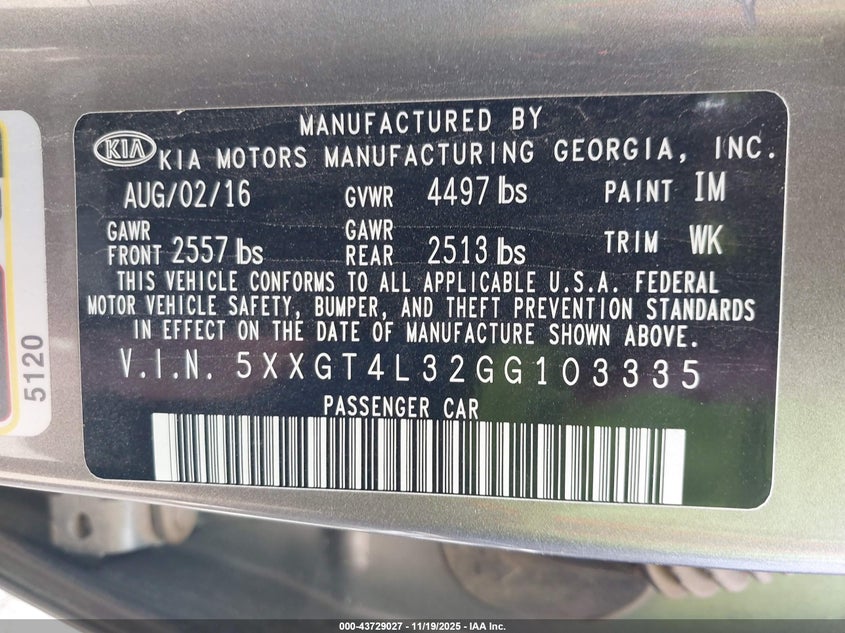 MANUFACTURED BY
KIA KIA MOTORS MANUFACTURING GEORGIA, INC.
AUG/02/16 GVWR 4497 lbs PAINT IM
GAWR FRONT 2557 lbs GAWR REAR 2513 lbs TRIM WK
THIS VEHICLE CONFORMS TO ALL APPLICABLE U.S.A. FEDERAL
MOTOR VEHICLE SAFETY, BUMPER, AND THEFT PREVENTION STANDARDS
IN EFFECT ON THE DATE OF MANUFACTURE SHOWN ABOVE.
V.I.N. 5XXGT4L32GG103335
PASSENGER CAR
5120
000-43729027 - 11/19/2025 - IAA Inc.